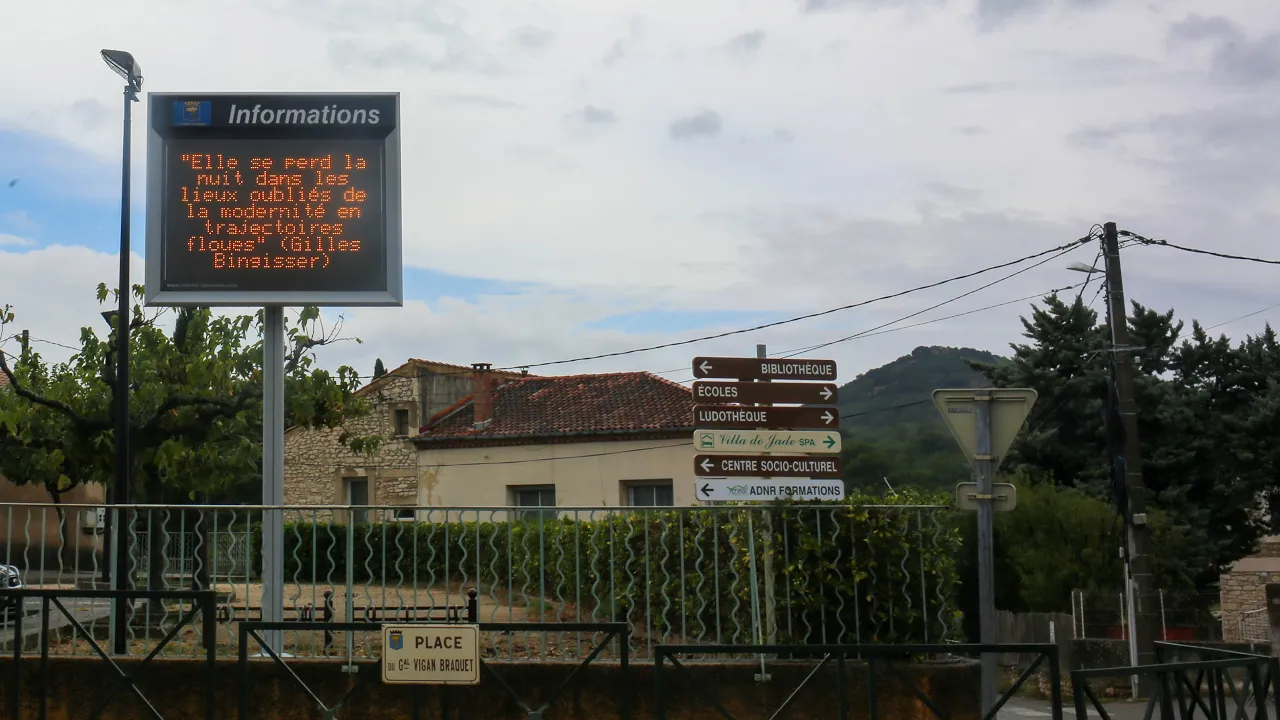 Informations
"Elle se perd la
nuit dans les
lieux oubliés de
la modernité en
trajectoires
floues" (Gilles
Bingisser)
BIBLIOTHÈQUE
ÉCOLES
LUDOTHÈQUE
Villa de Jade SPA
CENTRE SOCIO-CULTUREL
ADNR FORMATIONS
PLACE
DU GAL VIGAN BRAQUET